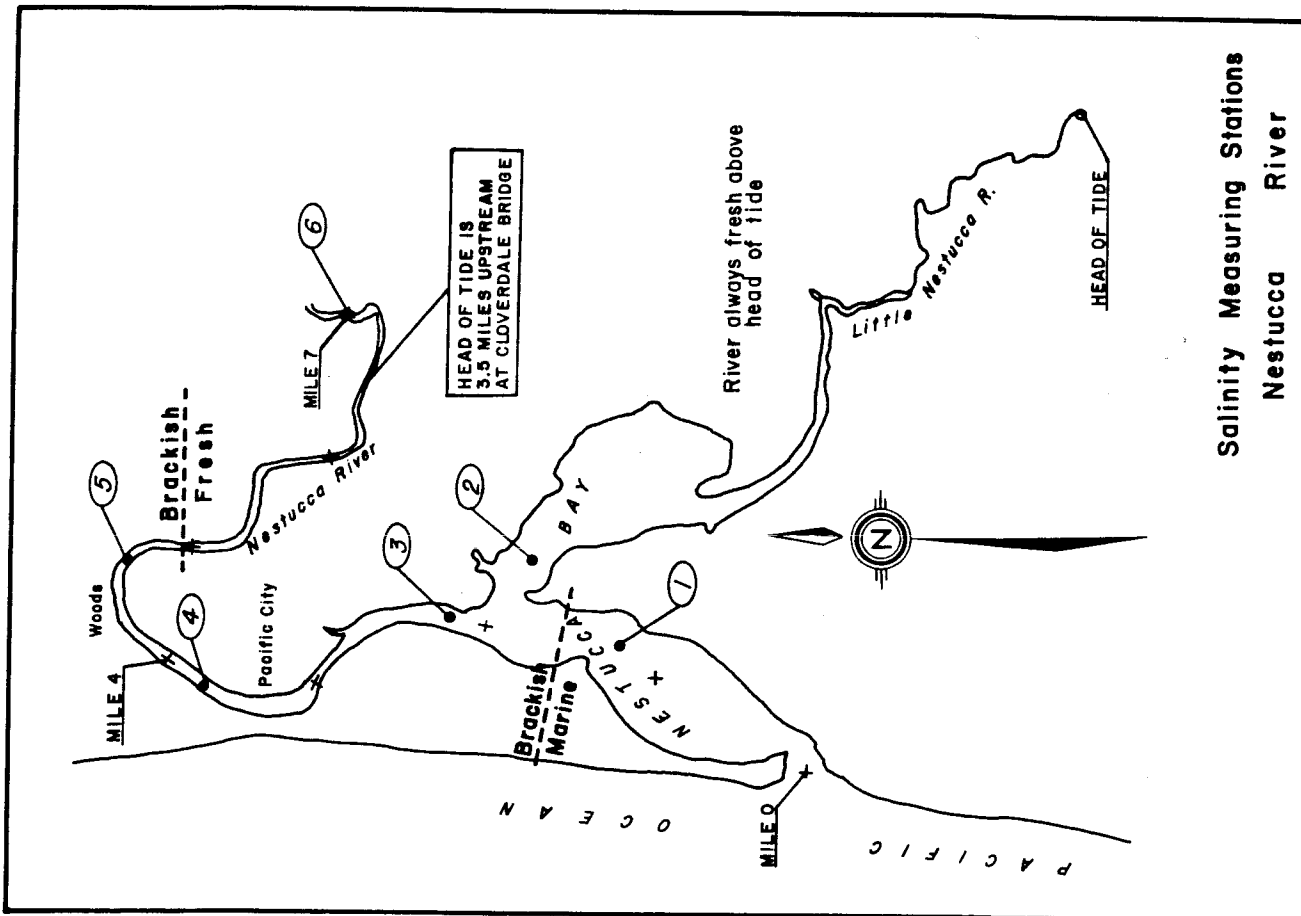 6
MILE 7
HEAD OF TIDE IS
3.5 MILES UPSTREAM
AT CLOVERDALE BRIDGE
5
Brackish
Fresh
Nestucca River
Woods
4
MILE 4
Pacific City
3
2
BAY
River always fresh above
head of tide
Little Nestucca R.
HEAD OF TIDE
N
1
NESTUCCA
Brackish
Marine
MILE 0
PACIFIC OCEAN
Salinity Measuring Stations
Nestucca River